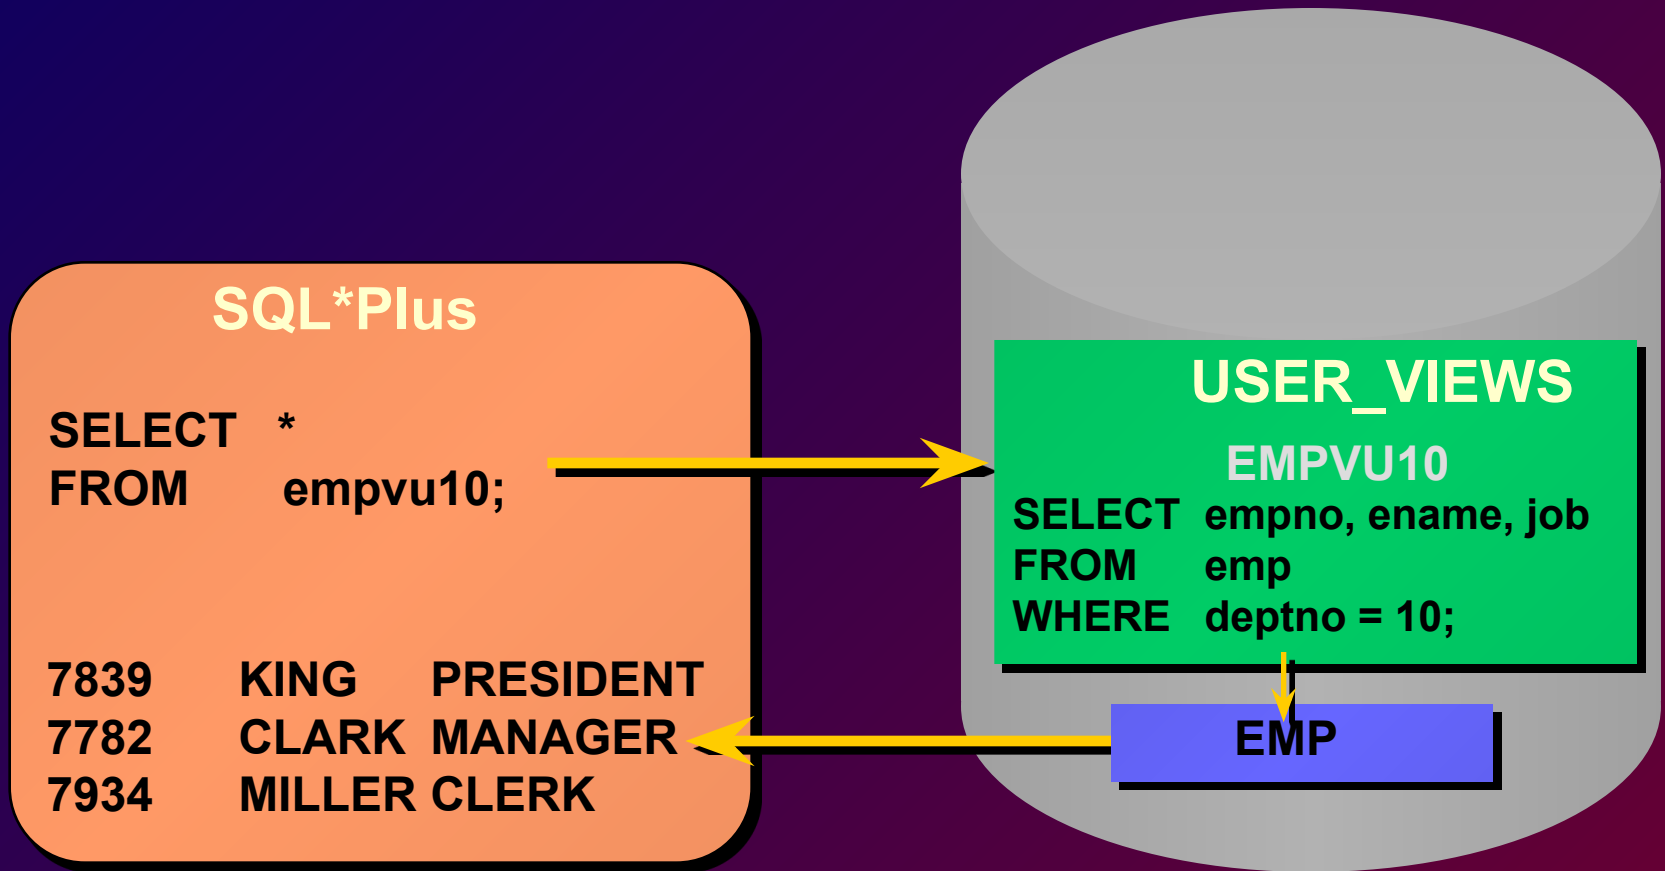 SQL*Plus
SELECT *
FROM empvu10;
7839 KING PRESIDENT
7782 CLARK MANAGER
7934 MILLER CLERK
USER_VIEWS
EMPVU10
SELECT empno, ename, job
FROM emp
WHERE deptno = 10;
EMP